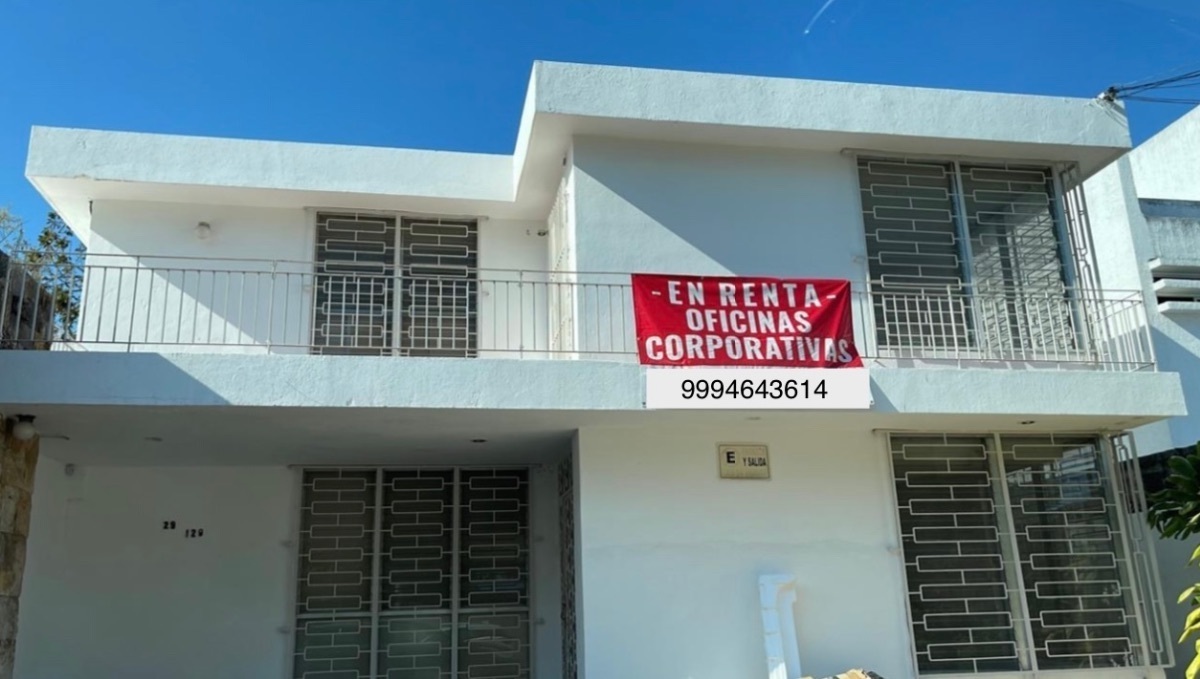 - EN RENTA -
OFICINAS
CORPORATIVAS
9994643614
E Y SALIDA
29
129